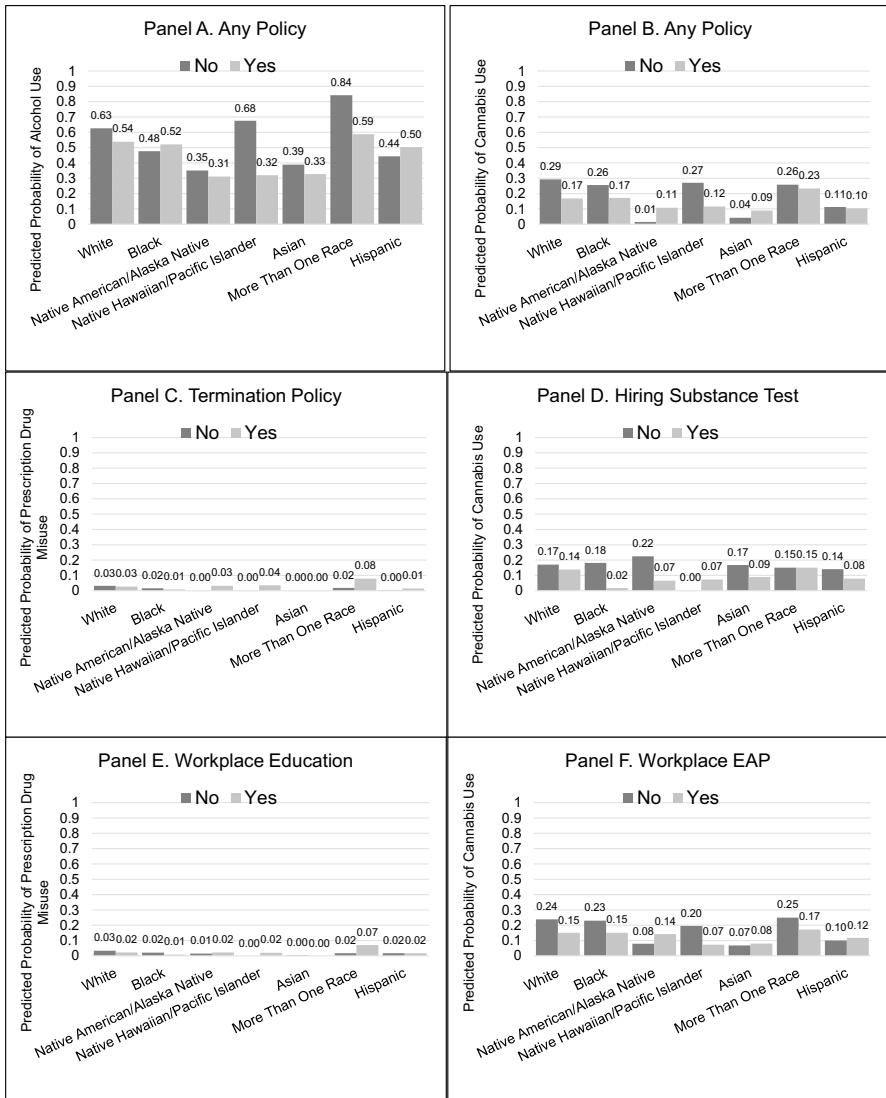 Panel A. Any Policy
No Yes
Predicted Probability of Alcohol Use
1
0.9
0.8
0.7
0.6
0.5
0.4
0.3
0.2
0.1
0
0.63 0.54 0.48 0.52 0.35 0.31 0.68 0.32 0.39 0.33 0.84 0.59 0.44 0.50
White
Black
Native American/Alaska Native
Native Hawaiian/Pacific Islander
Asian
More Than One Race
Hispanic
Panel B. Any Policy
No Yes
Predicted Probability of Cannabis Use
1
0.9
0.8
0.7
0.6
0.5
0.4
0.3
0.2
0.1
0
0.29 0.17 0.26 0.17 0.01 0.11 0.27 0.12 0.04 0.09 0.26 0.23 0.11 0.10
White
Black
Native American/Alaska Native
Native Hawaiian/Pacific Islander
Asian
More Than One Race
Hispanic
Panel C. Termination Policy
No Yes
Predicted Probability of Prescription Drug
Misuse
1
0.9
0.8
0.7
0.6
0.5
0.4
0.3
0.2
0.1
0
0.03 0.03 0.02 0.01 0.00 0.03 0.00 0.04 0.00 0.00 0.02 0.08 0.00 0.01
White
Black
Native American/Alaska Native
Native Hawaiian/Pacific Islander
Asian
More Than One Race
Hispanic
Panel D. Hiring Substance Test
No Yes
Predicted Probability of Cannabis Use
1
0.9
0.8
0.7
0.6
0.5
0.4
0.3
0.2
0.1
0
0.17 0.14 0.18 0.02 0.22 0.07 0.00 0.07 0.17 0.09 0.15 0.15 0.14 0.08
White
Black
Native American/Alaska Native
Native Hawaiian/Pacific Islander
Asian
More Than One Race
Hispanic
Panel E. Workplace Education
No Yes
Predicted Probability of Prescription Drug
Misuse
1
0.9
0.8
0.7
0.6
0.5
0.4
0.3
0.2
0.1
0
0.03 0.02 0.02 0.01 0.01 0.02 0.00 0.02 0.00 0.00 0.02 0.07 0.02 0.02
White
Black
Native American/Alaska Native
Native Hawaiian/Pacific Islander
Asian
More Than One Race
Hispanic
Panel F. Workplace EAP
No Yes
Predicted Probability of Cannabis Use
1
0.9
0.8
0.7
0.6
0.5
0.4
0.3
0.2
0.1
0
0.24 0.15 0.23 0.15 0.08 0.14 0.20 0.07 0.07 0.08 0.25 0.17 0.10 0.12
White
Black
Native American/Alaska Native
Native Hawaiian/Pacific Islander
Asian
More Than One Race
Hispanic